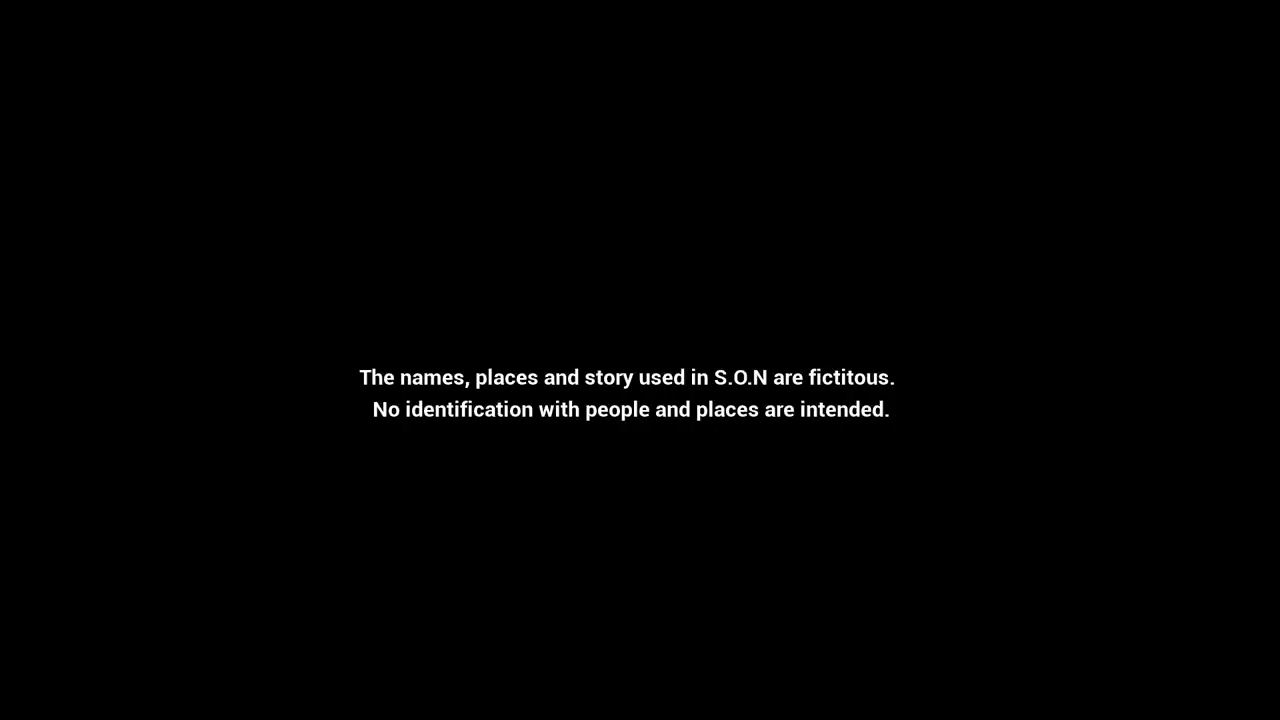 The names, places and story used in S.O.N are fictitous.
No identification with people and places are intended.